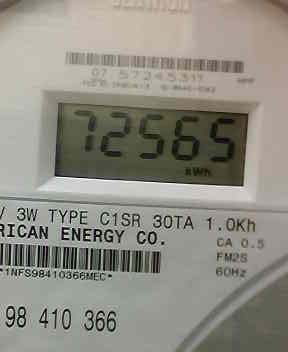 07 57245317
72565
KWH
V 3W TYPE C1SR 30TA 1.0Kh
RICAN ENERGY CO.
CA 0.5
FM2S
60Hz
*1NFS98410366MEC*
98 410 366